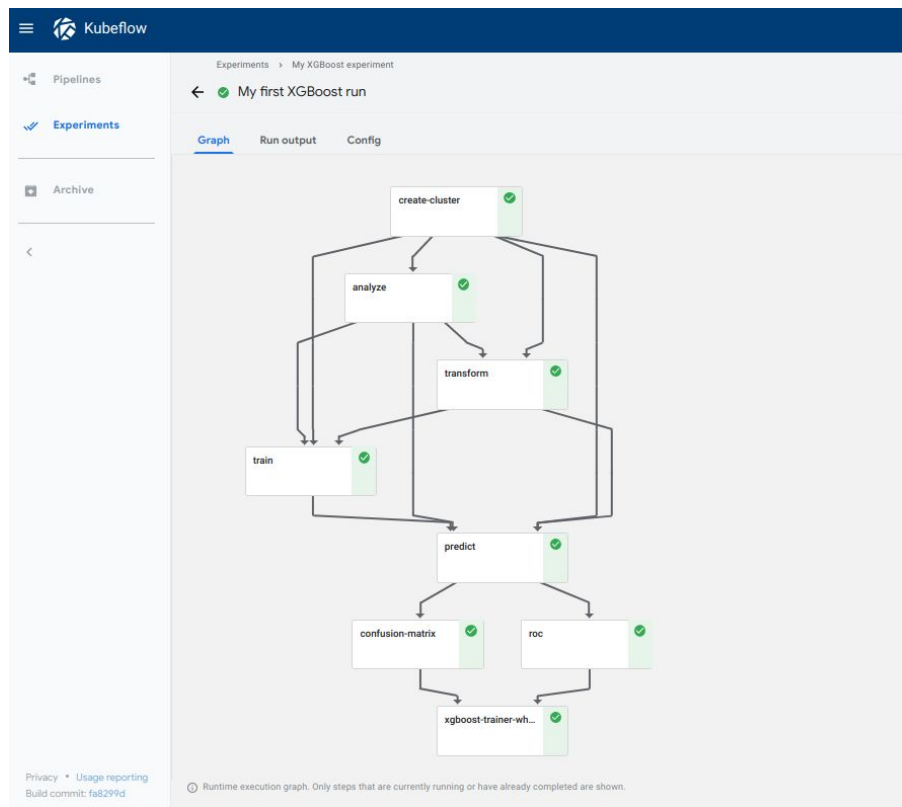 Kubeflow
Pipelines
Experiments
Archive
Experiments › My XGBoost experiment
My first XGBoost run
Graph Run output Config
create-cluster
analyze
transform
train
predict
confusion-matrix
roc
xgboost-trainer-wh...
Runtime execution graph. Only steps that are currently running or have already completed are shown.
Privacy • Usage reporting
Build commit: fa8299d